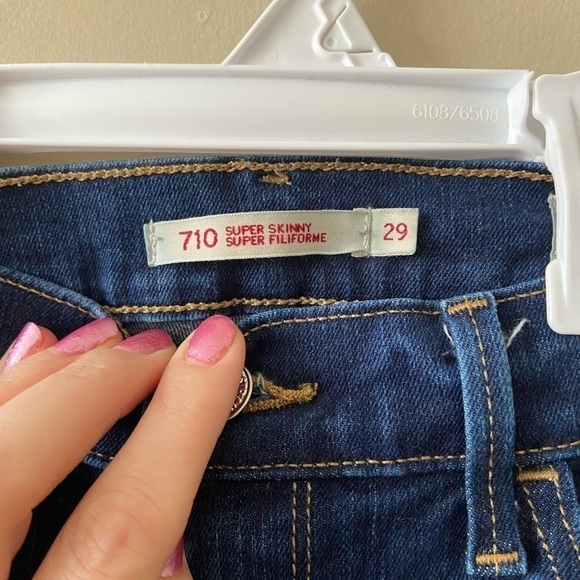 6108/6508
710 SUPER SKINNY
SUPER FILIFORME
29